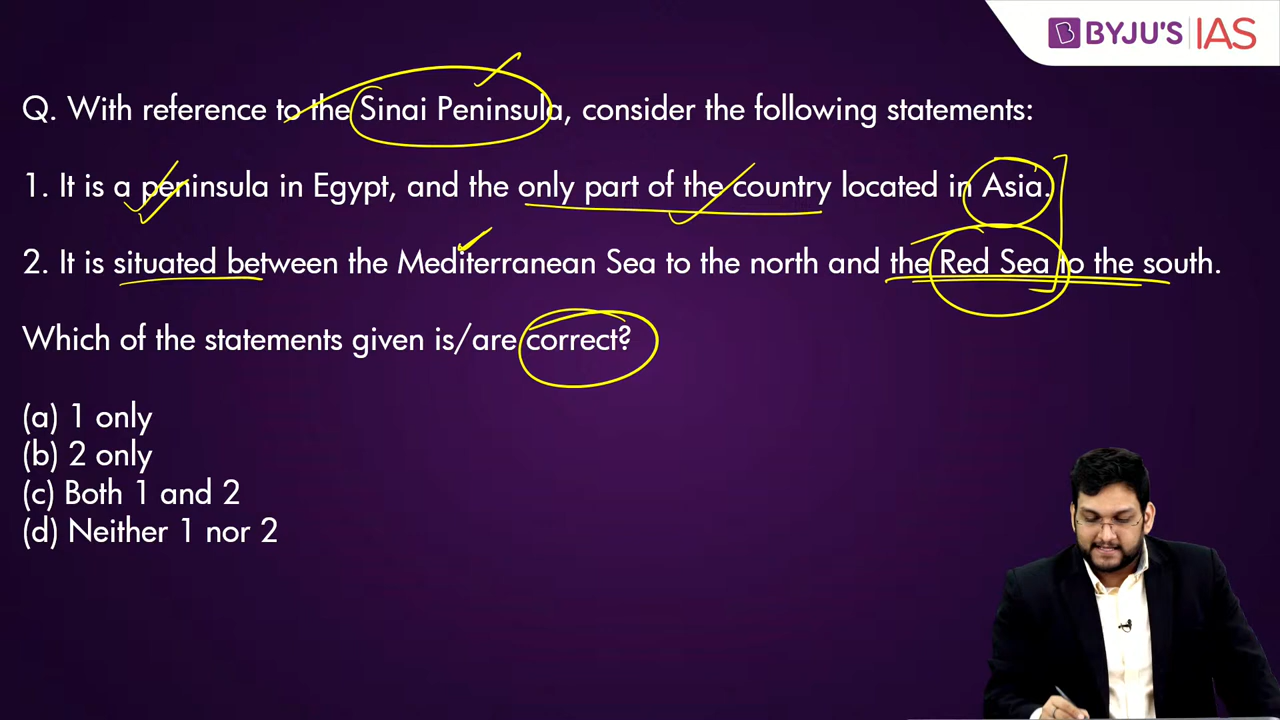 BYJU'S IAS
Q. With reference to the Sinai Peninsula, consider the following statements:
1. It is a peninsula in Egypt, and the only part of the country located in Asia.
2. It is situated between the Mediterranean Sea to the north and the Red Sea to the south.
Which of the statements given is/are correct?
(a) 1 only
(b) 2 only
(c) Both 1 and 2
(d) Neither 1 nor 2